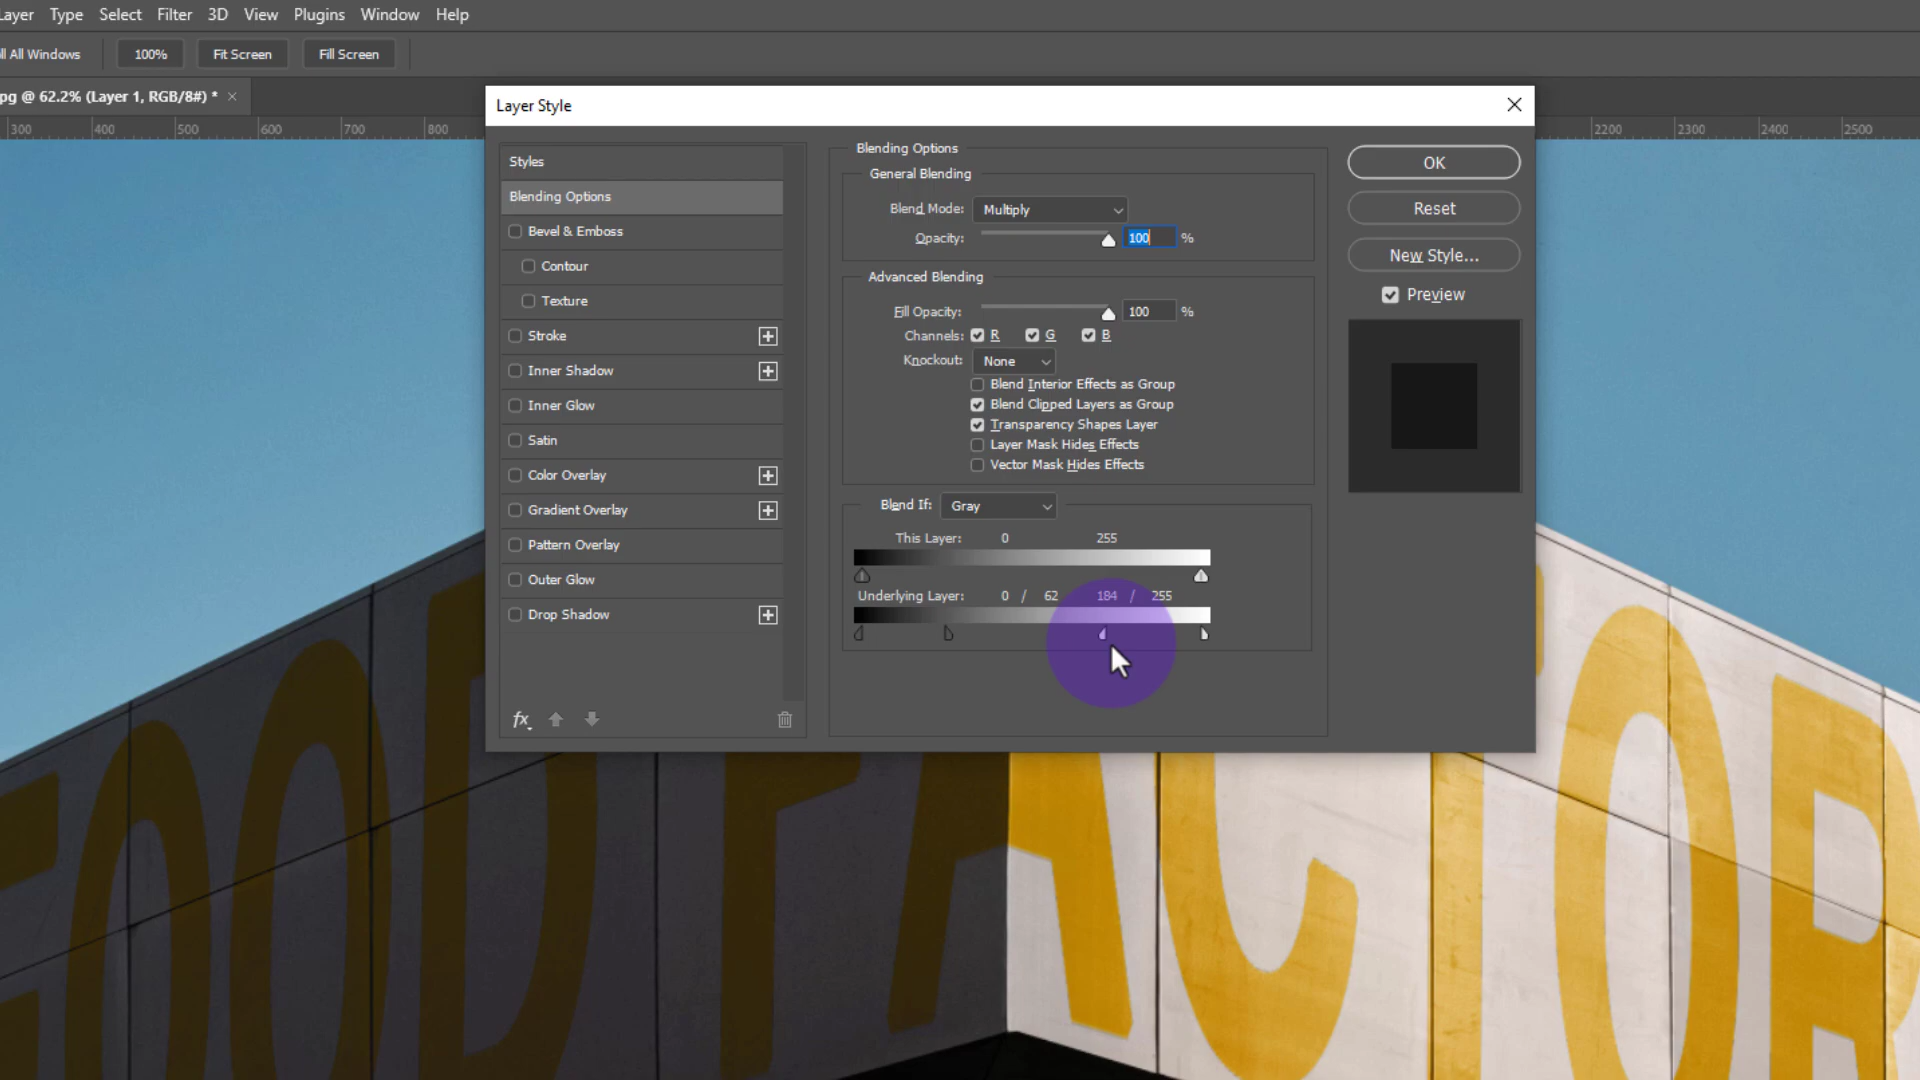 Layer Type Select Filter 3D View Plugins Window Help
ll All Windows 100% Fit Screen Fill Screen
pg @ 62.2% (Layer 1, RGB/8#) * ×
300 400 500 600 700 800 2200 2300 2400 2500
Layer Style
Styles
Blending Options
Bevel & Emboss
Contour
Texture
Stroke
Inner Shadow
Inner Glow
Satin
Color Overlay
Gradient Overlay
Pattern Overlay
Outer Glow
Drop Shadow
fx
Blending Options
General Blending
Blend Mode: Multiply
Opacity: 100 %
Advanced Blending
Fill Opacity: 100 %
Channels: R G B
Knockout: None
Blend Interior Effects as Group
Blend Clipped Layers as Group
Transparency Shapes Layer
Layer Mask Hides Effects
Vector Mask Hides Effects
Blend If: Gray
This Layer: 0 255
Underlying Layer: 0 / 62 184 / 255
OK
Reset
New Style...
Preview
FOOD FACTOR